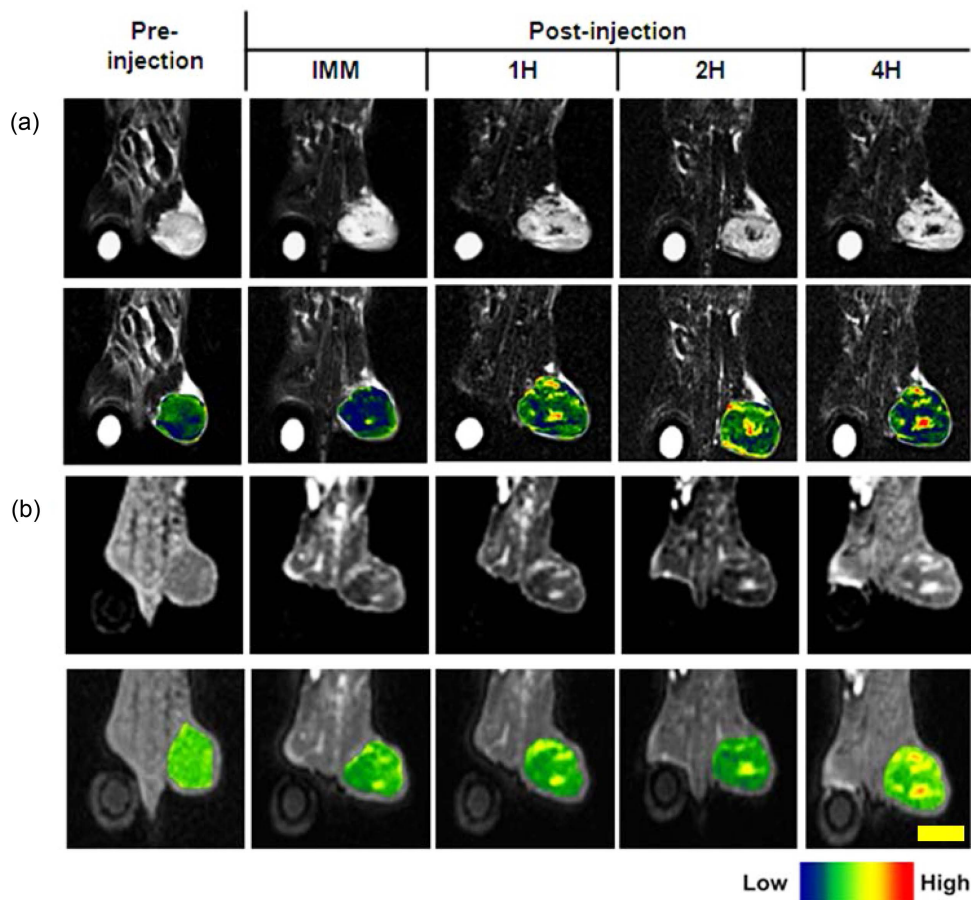 Pre-
injection
Post-injection
IMM
1H
2H
4H
(a)
(b)
Low
High